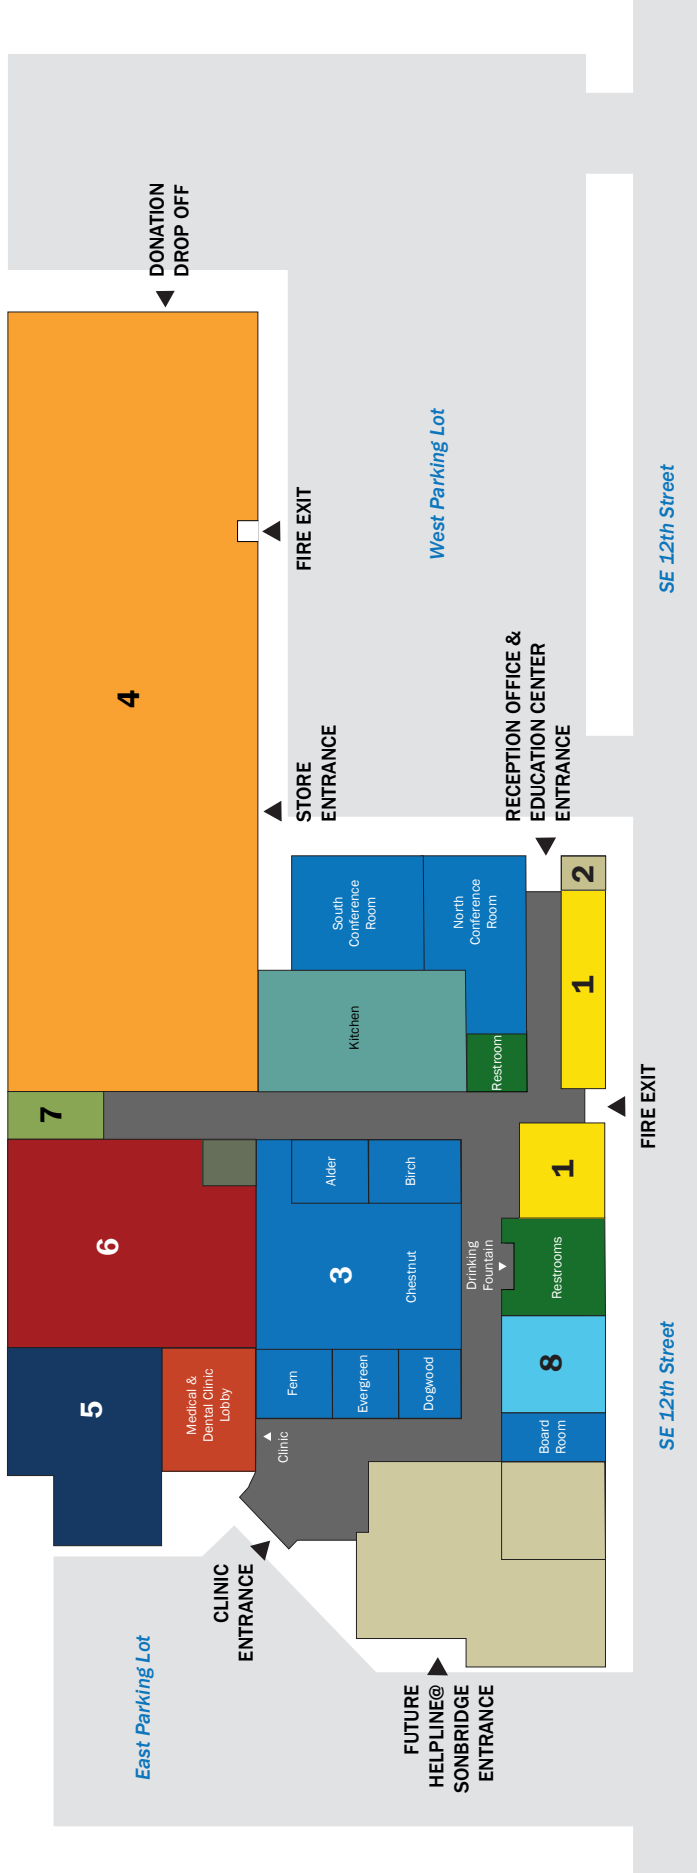 DONATION
DROP OFF
4
FIRE EXIT
West Parking Lot
SE 12th Street
STORE
ENTRANCE
RECEPTION OFFICE &
EDUCATION CENTER
ENTRANCE
South
Conference
Room
North
Conference
Room
2
1
Kitchen
Restroom
7
FIRE EXIT
6
Alder
Birch
1
3
Chestnut
Drinking
Fountain
Restrooms
5
Medical &
Dental Clinic
Lobby
Fern
Evergreen
Dogwood
8
SE 12th Street
Clinic
Board
Room
CLINIC
ENTRANCE
East Parking Lot
FUTURE
HELPLINE@
SONBRIDGE
ENTRANCE